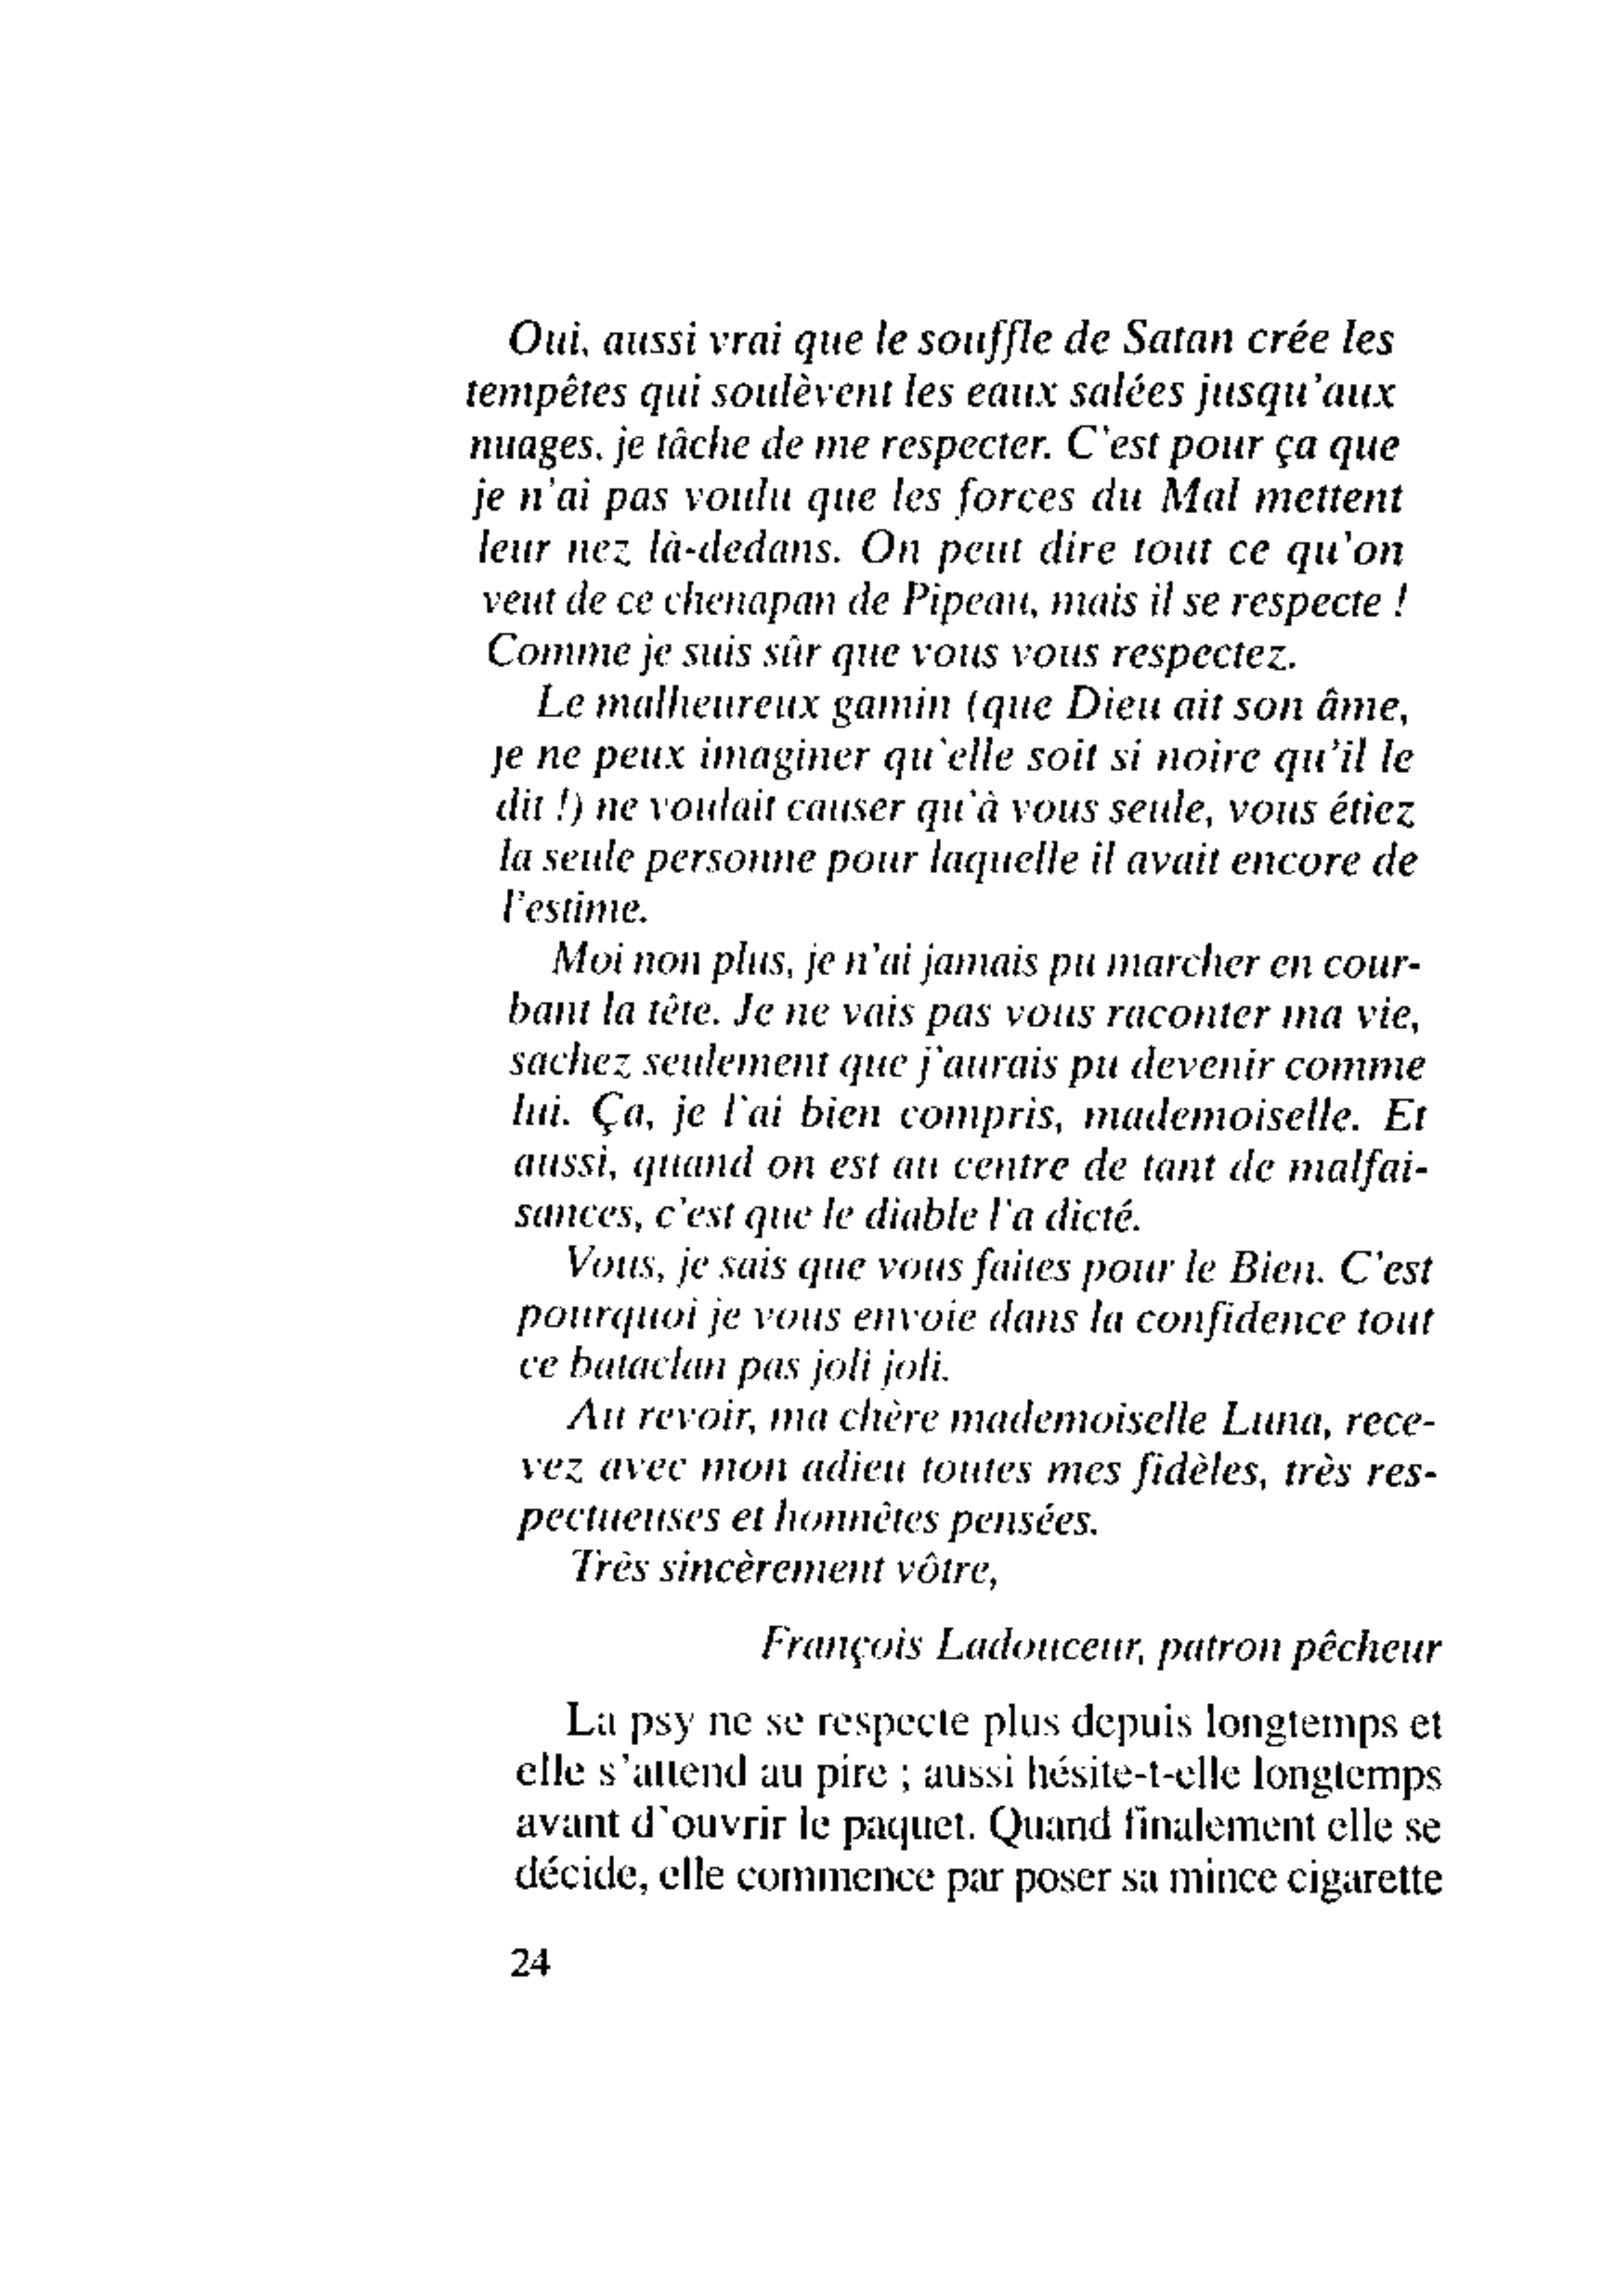 Oui, aussi vrai que le souffle de Satan crée les
tempêtes qui soulèvent les eaux salées jusqu'aux
nuages, je tâche de me respecter. C'est pour ça que
je n'ai pas voulu que les forces du Mal mettent
leur nez là-dedans. On peut dire tout ce qu'on
veut de ce chenapan de Pipeau, mais il se respecte !
Comme je suis sûr que vous vous respectez.
Le malheureux gamin (que Dieu ait son âme,
je ne peux imaginer qu'elle soit si noire qu'il le
dit !) ne voulait causer qu'à vous seule, vous étiez
la seule personne pour laquelle il avait encore de
l'estime.
Moi non plus, je n'ai jamais pu marcher en cour-
bant la tête. Je ne vais pas vous raconter ma vie,
sachez seulement que j'aurais pu devenir comme
lui. Ça, je l'ai bien compris, mademoiselle. Et
aussi, quand on est au centre de tant de malfai-
sances, c'est que le diable l'a dicté.
Vous, je sais que vous faites pour le Bien. C'est
pourquoi je vous envoie dans la confidence tout
ce bataclan pas joli joli.
Au revoir, ma chère mademoiselle Luna, rece-
vez avec mon adieu toutes mes fidèles, très res-
pectueuses et honnêtes pensées.
Très sincèrement vôtre,
François Ladouceur, patron pêcheur
La psy ne se respecte plus depuis longtemps et
elle s'attend au pire ; aussi hésite-t-elle longtemps
avant d'ouvrir le paquet. Quand finalement elle se
décide, elle commence par poser sa mince cigarette
24